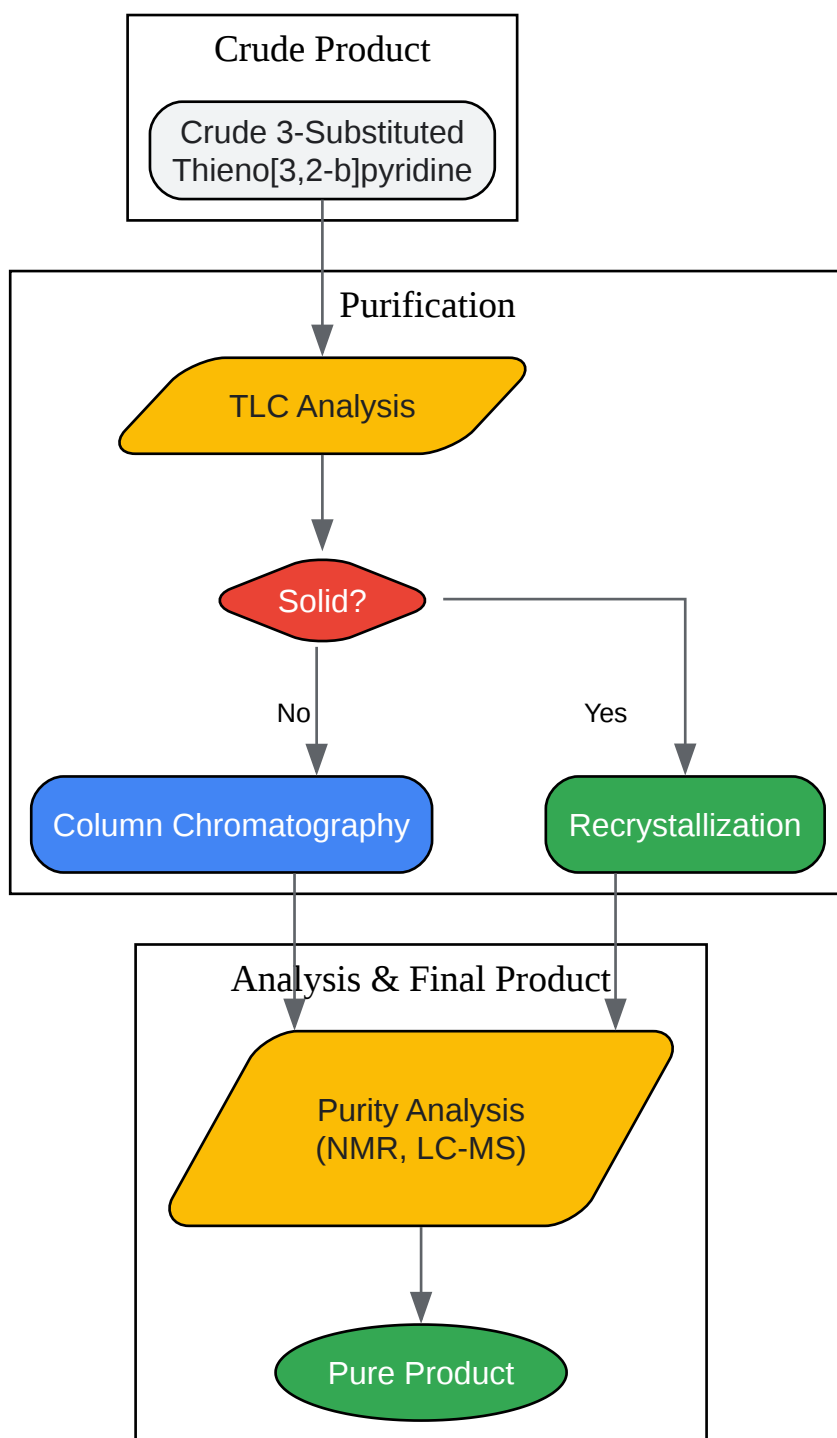 Crude Product
Crude 3-Substituted
Thieno[3,2-b]pyridine
Purification
TLC Analysis
Solid?
No
Yes
Column Chromatography
Recrystallization
Analysis & Final Product
Purity Analysis
(NMR, LC-MS)
Pure Product